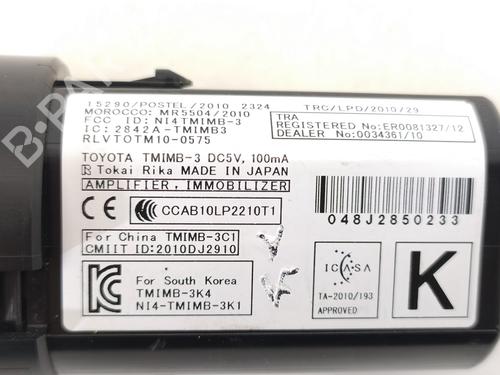 15290/POSTEL/2010 2324
MOROCCO: MR5504/2010
FCC ID: NI4TMIMB-3
IC: 2842A-TMIMB3
RLVTOTM10-0575
TRC/LPD/2010/29
TRA
REGISTERED No:ER0081327/12
DEALER No:0034361/10
TOYOTA TMIMB-3 DC5V, 100mA
Tokai Rika MADE IN JAPAN
AMPLIFIER, IMMOBILIZER
CE
CCAB10LP2210T1
048J2850233
For China TMIMB-3C1
CMIIT ID:2010DJ2910
For South Korea
TMIMB-3K4
NI4-TMIMB-3K1
ICASA
TA-2010/193
APPROVED
K
B-PARTS